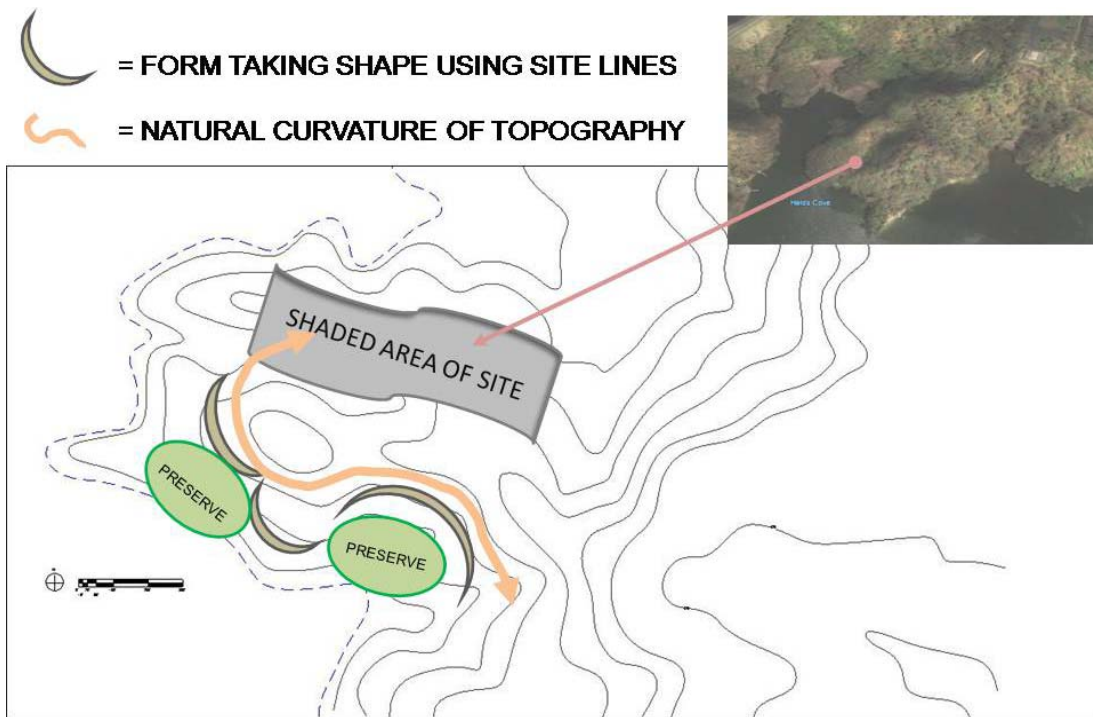 = FORM TAKING SHAPE USING SITE LINES
= NATURAL CURVATURE OF TOPOGRAPHY
SHADED AREA OF SITE
PRESERVE
PRESERVE